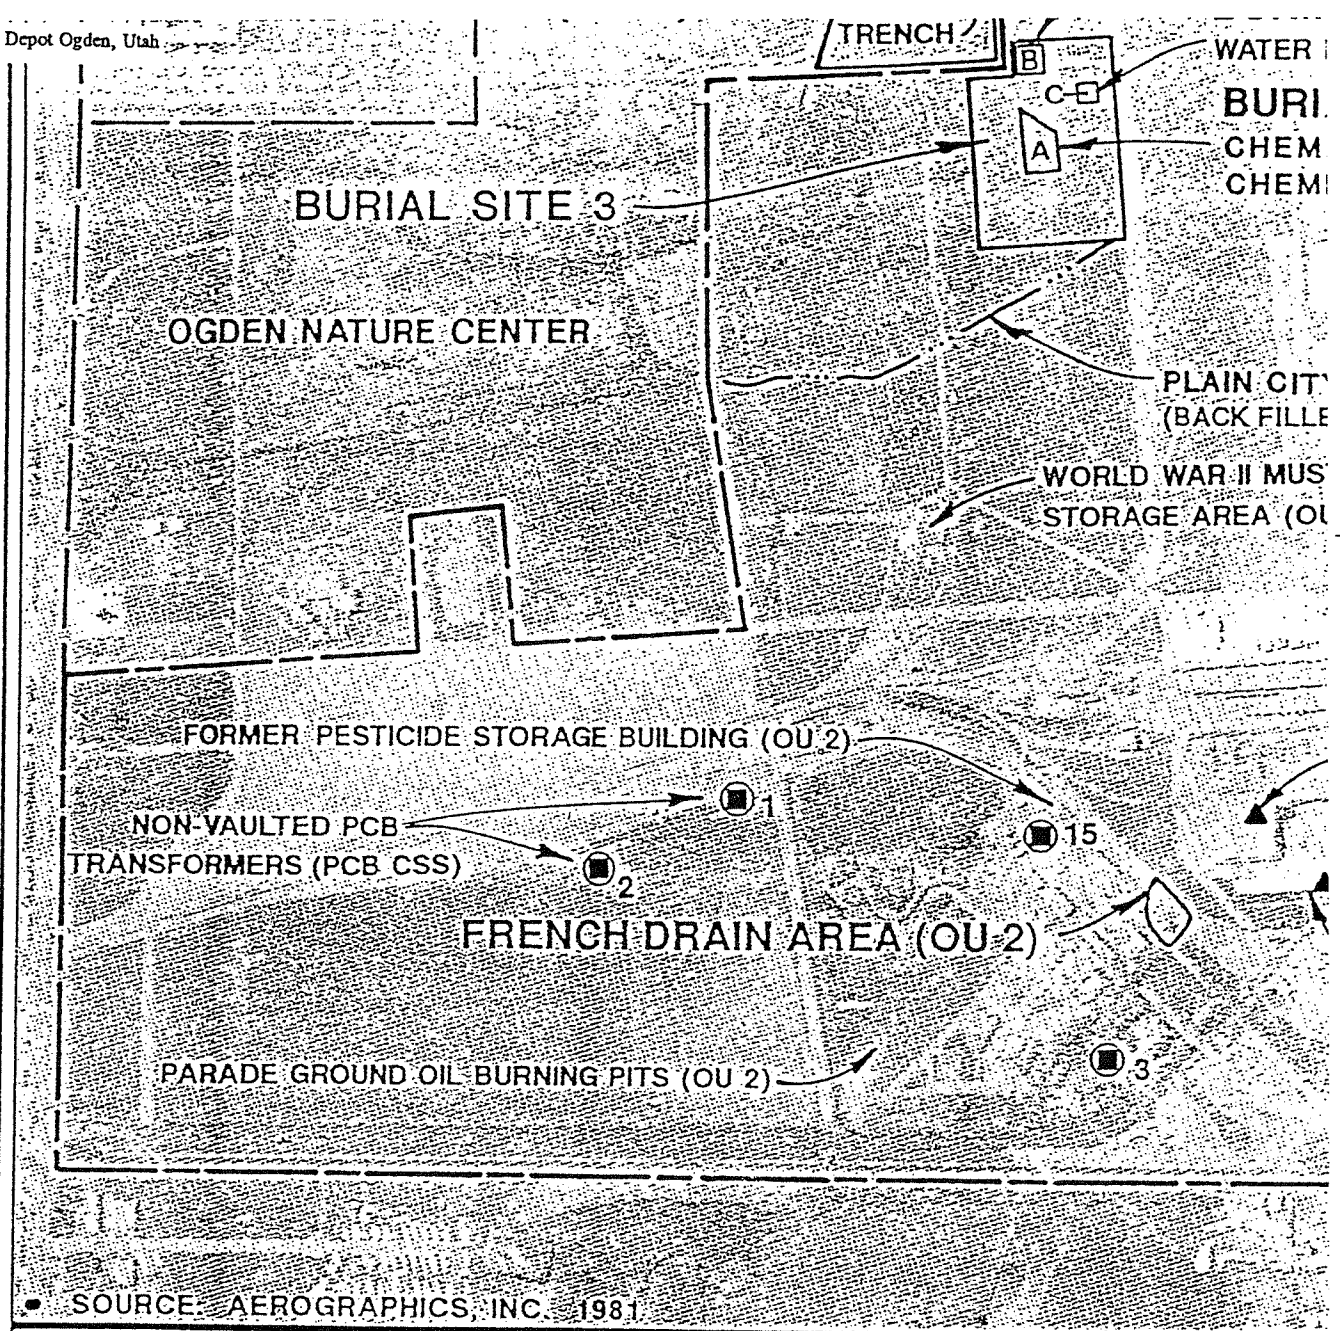 Depot Ogden, Utah
TRENCH
B
WATER
C
BURI
A
CHEM
CHEMI
BURIAL SITE 3
OGDEN NATURE CENTER
PLAIN CITY
(BACK FILLE
WORLD WAR II MUS
STORAGE AREA (OU
FORMER PESTICIDE STORAGE BUILDING (OU 2)
1
NON-VAULTED PCB
TRANSFORMERS (PCB CSS)
15
2
FRENCH DRAIN AREA (OU 2)
PARADE GROUND OIL BURNING PITS (OU 2)
3
SOURCE: AEROGRAPHICS, INC. 1981